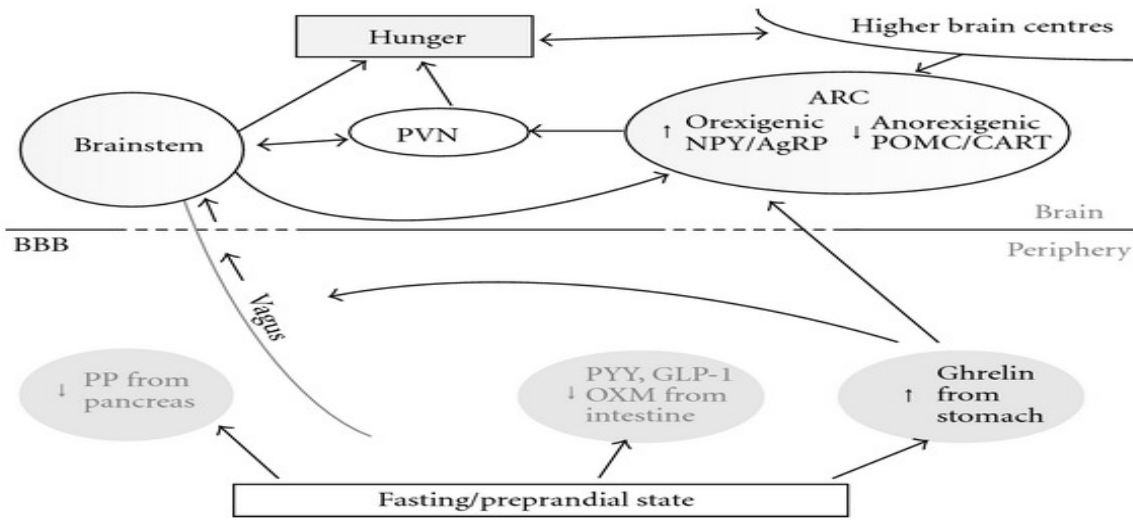 Hunger
Higher brain centres
ARC
↑ Orexigenic ↓ Anorexigenic
NPY/AgRP POMC/CART
PVN
Brainstem
Brain
BBB
Periphery
Vagus
↓ PP from
pancreas
PYY, GLP-1
↓ OXM from
intestine
Ghrelin
↑ from
stomach
Fasting/preprandial state